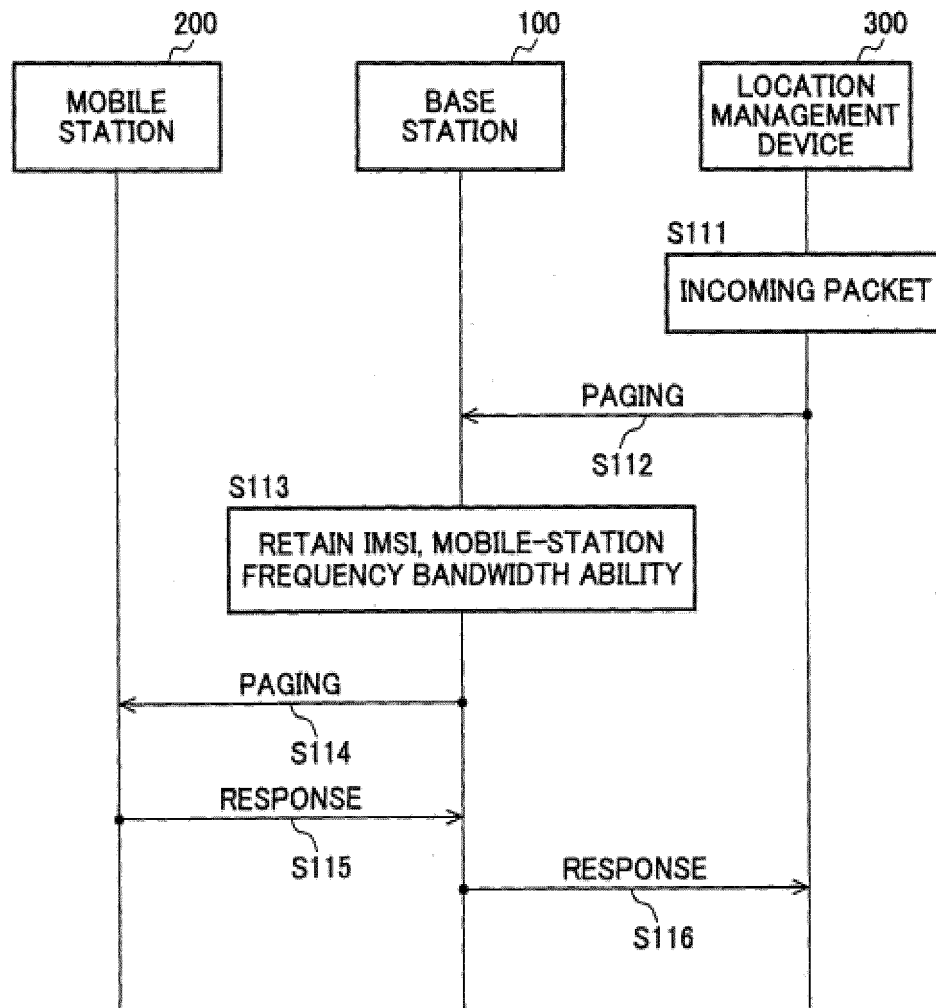 200
100
300
MOBILE
STATION
BASE
STATION
LOCATION
MANAGEMENT
DEVICE
S111
INCOMING PACKET
PAGING
S112
S113
RETAIN IMSI, MOBILE-STATION
FREQUENCY BANDWIDTH ABILITY
PAGING
S114
RESPONSE
S115
RESPONSE
S116